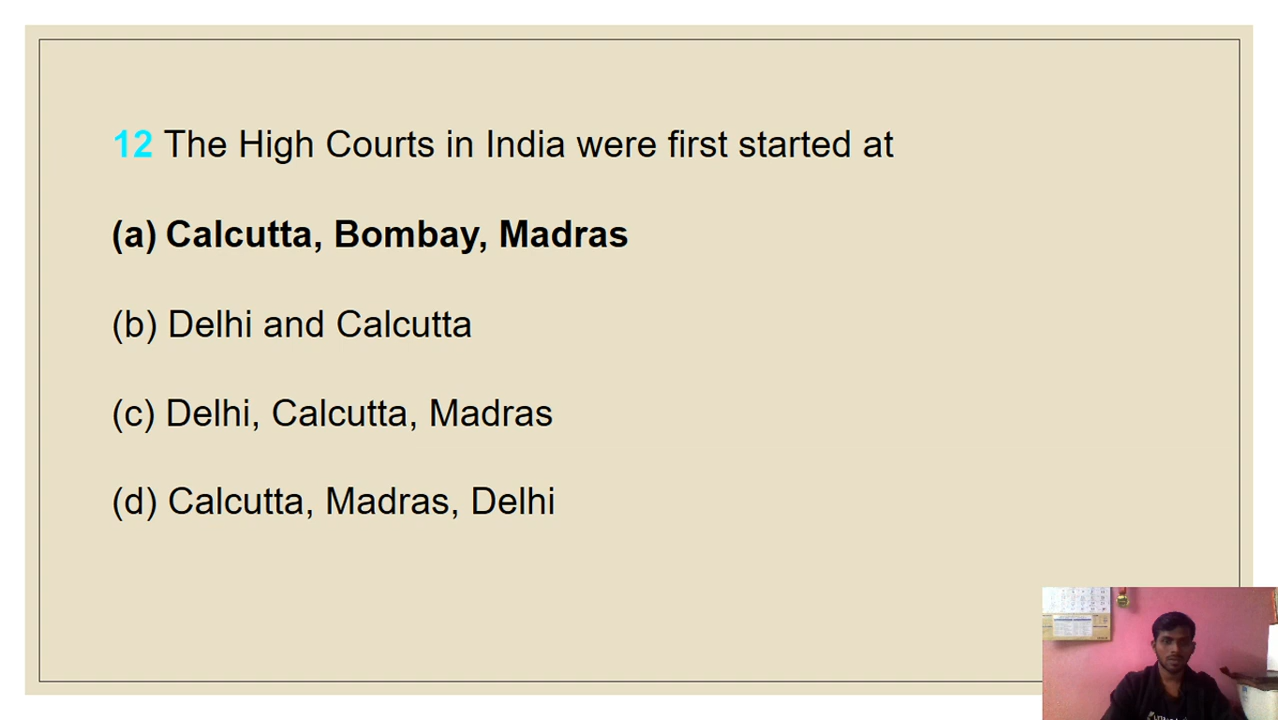 12 The High Courts in India were first started at
(a) Calcutta, Bombay, Madras
(b) Delhi and Calcutta
(c) Delhi, Calcutta, Madras
(d) Calcutta, Madras, Delhi